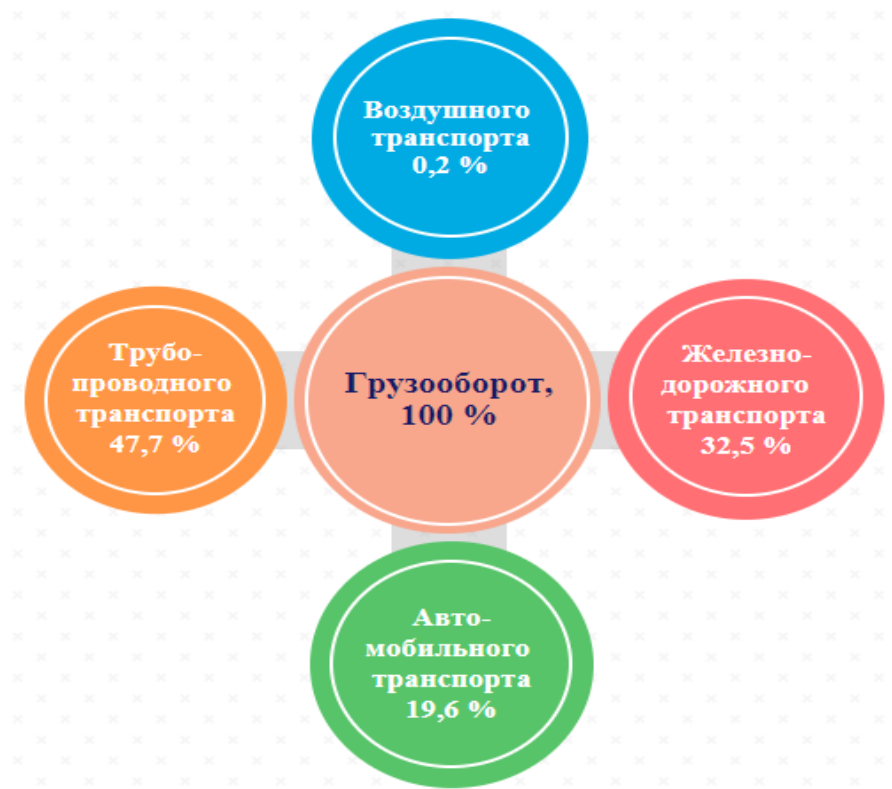 Воздушного
транспорта
0,2 %
Трубо-
проводного
транспорта
47,7 %
Грузооборот,
100 %
Железно-
дорожного
транспорта
32,5 %
Авто-
мобильного
транспорта
19,6 %